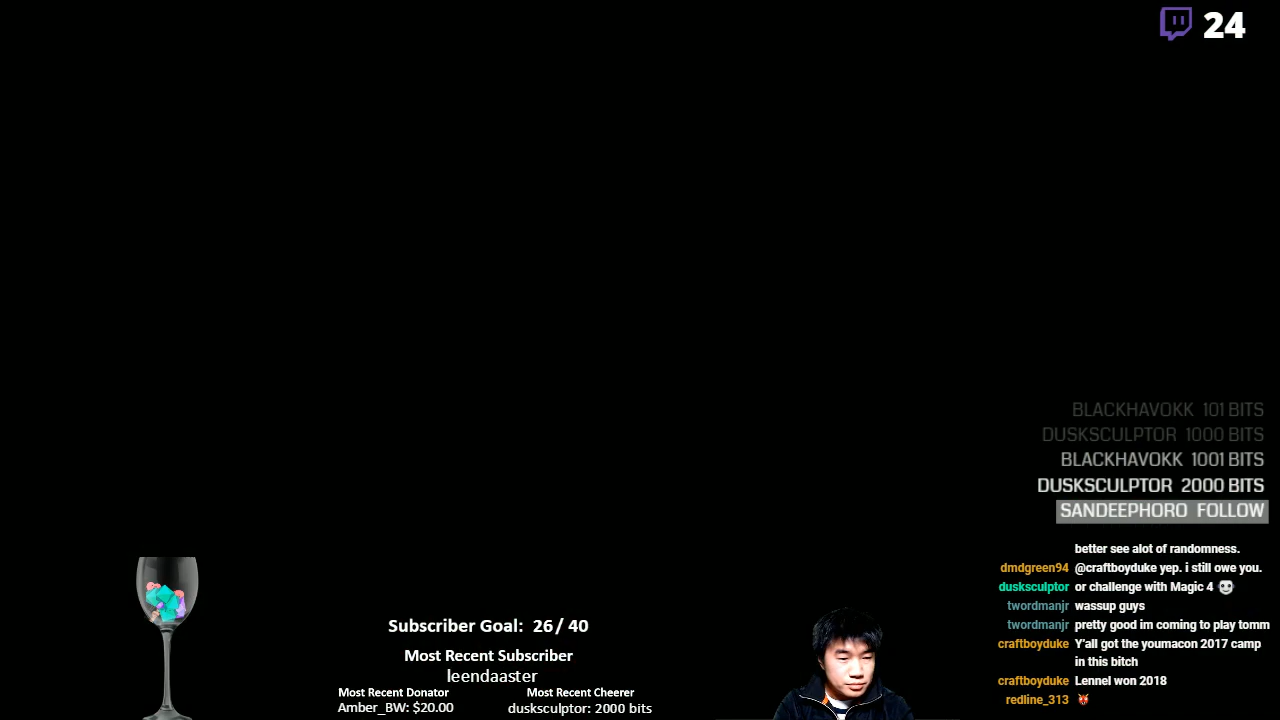 24
BLACKHAVOKK 101 BITS
DUSKSCULPTOR 1000 BITS
BLACKHAVOKK 1001 BITS
DUSKSCULPTOR 2000 BITS
SANDEEPHORO FOLLOW
better see alot of randomness.
dmdgreen94 @craftboyduke yep. i still owe you.
dusksculptor or challenge with Magic 4
twordmanjr wassup guys
twordmanjr pretty good im coming to play tomm
craftboyduke Y'all got the youmacon 2017 camp
in this bitch
craftboyduke Lennel won 2018
redline_313
Subscriber Goal: 26 / 40
Most Recent Subscriber
leendaaster
Most Recent Donator
Amber_BW: $20.00
Most Recent Cheerer
dusksculptor: 2000 bits